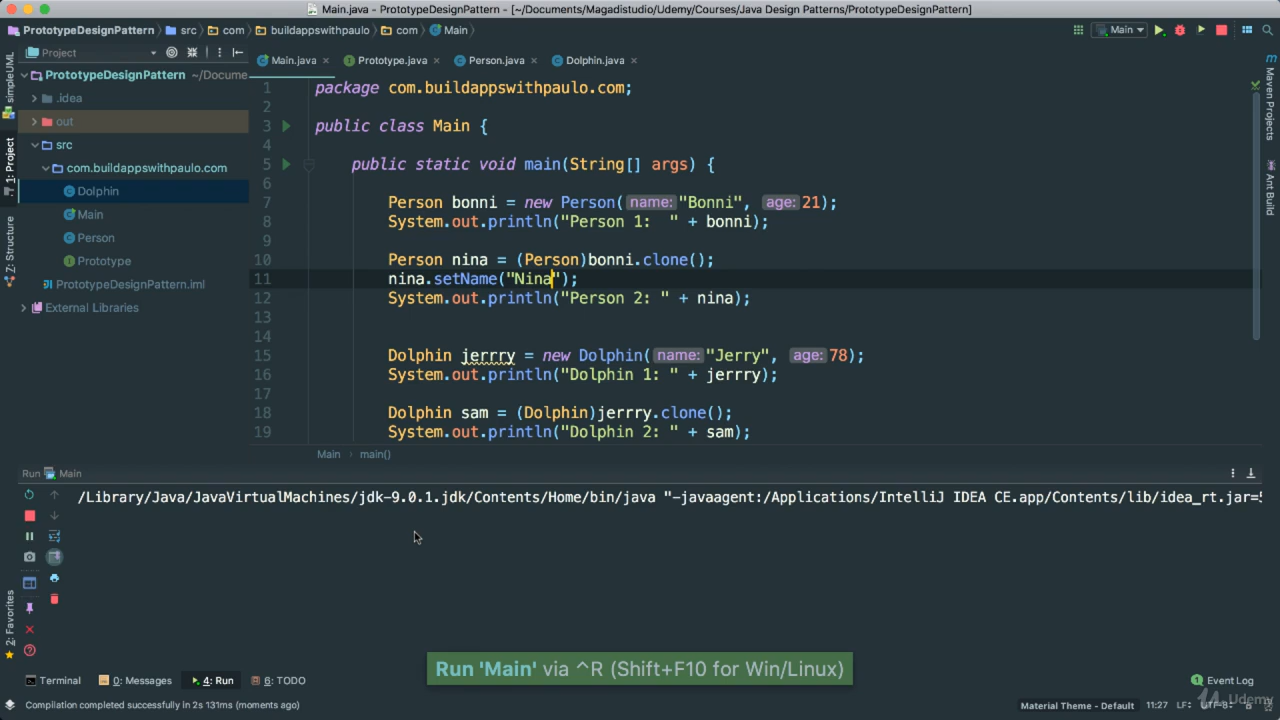 Main.java - PrototypeDesignPattern - [~/Documents/Magadistudio/Udemy/Courses/Java Design Patterns/PrototypeDesignPattern]
PrototypeDesignPattern src com buildappswithpaulo com Main Main
Project Main.java Prototype.java Person.java Dolphin.java
PrototypeDesignPattern ~/Docume
.idea
out
src
com.buildappswithpaulo.com
Dolphin
Main
Person
Prototype
PrototypeDesignPattern.iml
External Libraries
simpleUML
1: Project
Z: Structure
2: Favorites
Maven Projects
Ant Build
1 package com.buildappswithpaulo.com;
2
3 public class Main {
4
5 public static void main(String[] args) {
6
7 Person bonni = new Person( name: "Bonni", age: 21);
8 System.out.println("Person 1:  " + bonni);
9
10 Person nina = (Person)bonni.clone();
11 nina.setName("Nina");
12 System.out.println("Person 2: " + nina);
13
14
15 Dolphin jerrry = new Dolphin( name: "Jerry", age: 78);
16 System.out.println("Dolphin 1: " + jerrry);
17
18 Dolphin sam = (Dolphin)jerrry.clone();
19 System.out.println("Dolphin 2: " + sam);
Main main()
Run Main
/Library/Java/JavaVirtualMachines/jdk-9.0.1.jdk/Contents/Home/bin/java "-javaagent:/Applications/IntelliJ IDEA CE.app/Contents/lib/idea_rt.jar=5
Run 'Main' via ^R (Shift+F10 for Win/Linux)
Terminal 0: Messages 4: Run 6: TODO 1 Event Log
Compilation completed successfully in 2s 131ms (moments ago) Material Theme - Default 11:27 LF: UTF-8:
Udemy